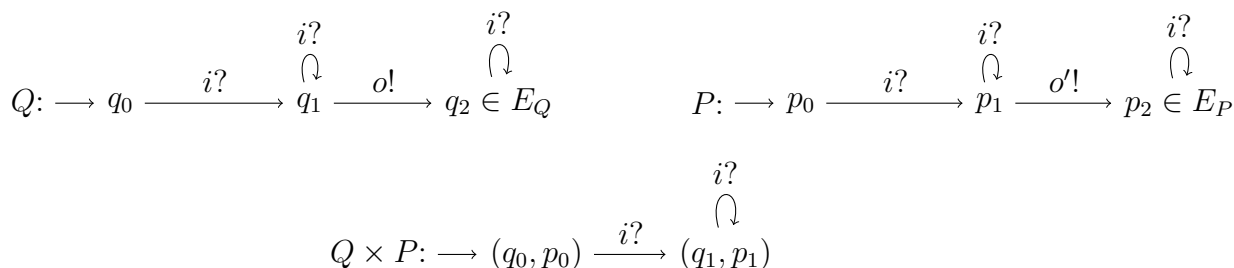 i? i? i? i?
Q: q₀ i? q₁ o! q₂ ∈ E_Q P: p₀ i? p₁ o′! p₂ ∈ E_P
i?
Q × P: (q₀, p₀) i? (q₁, p₁)